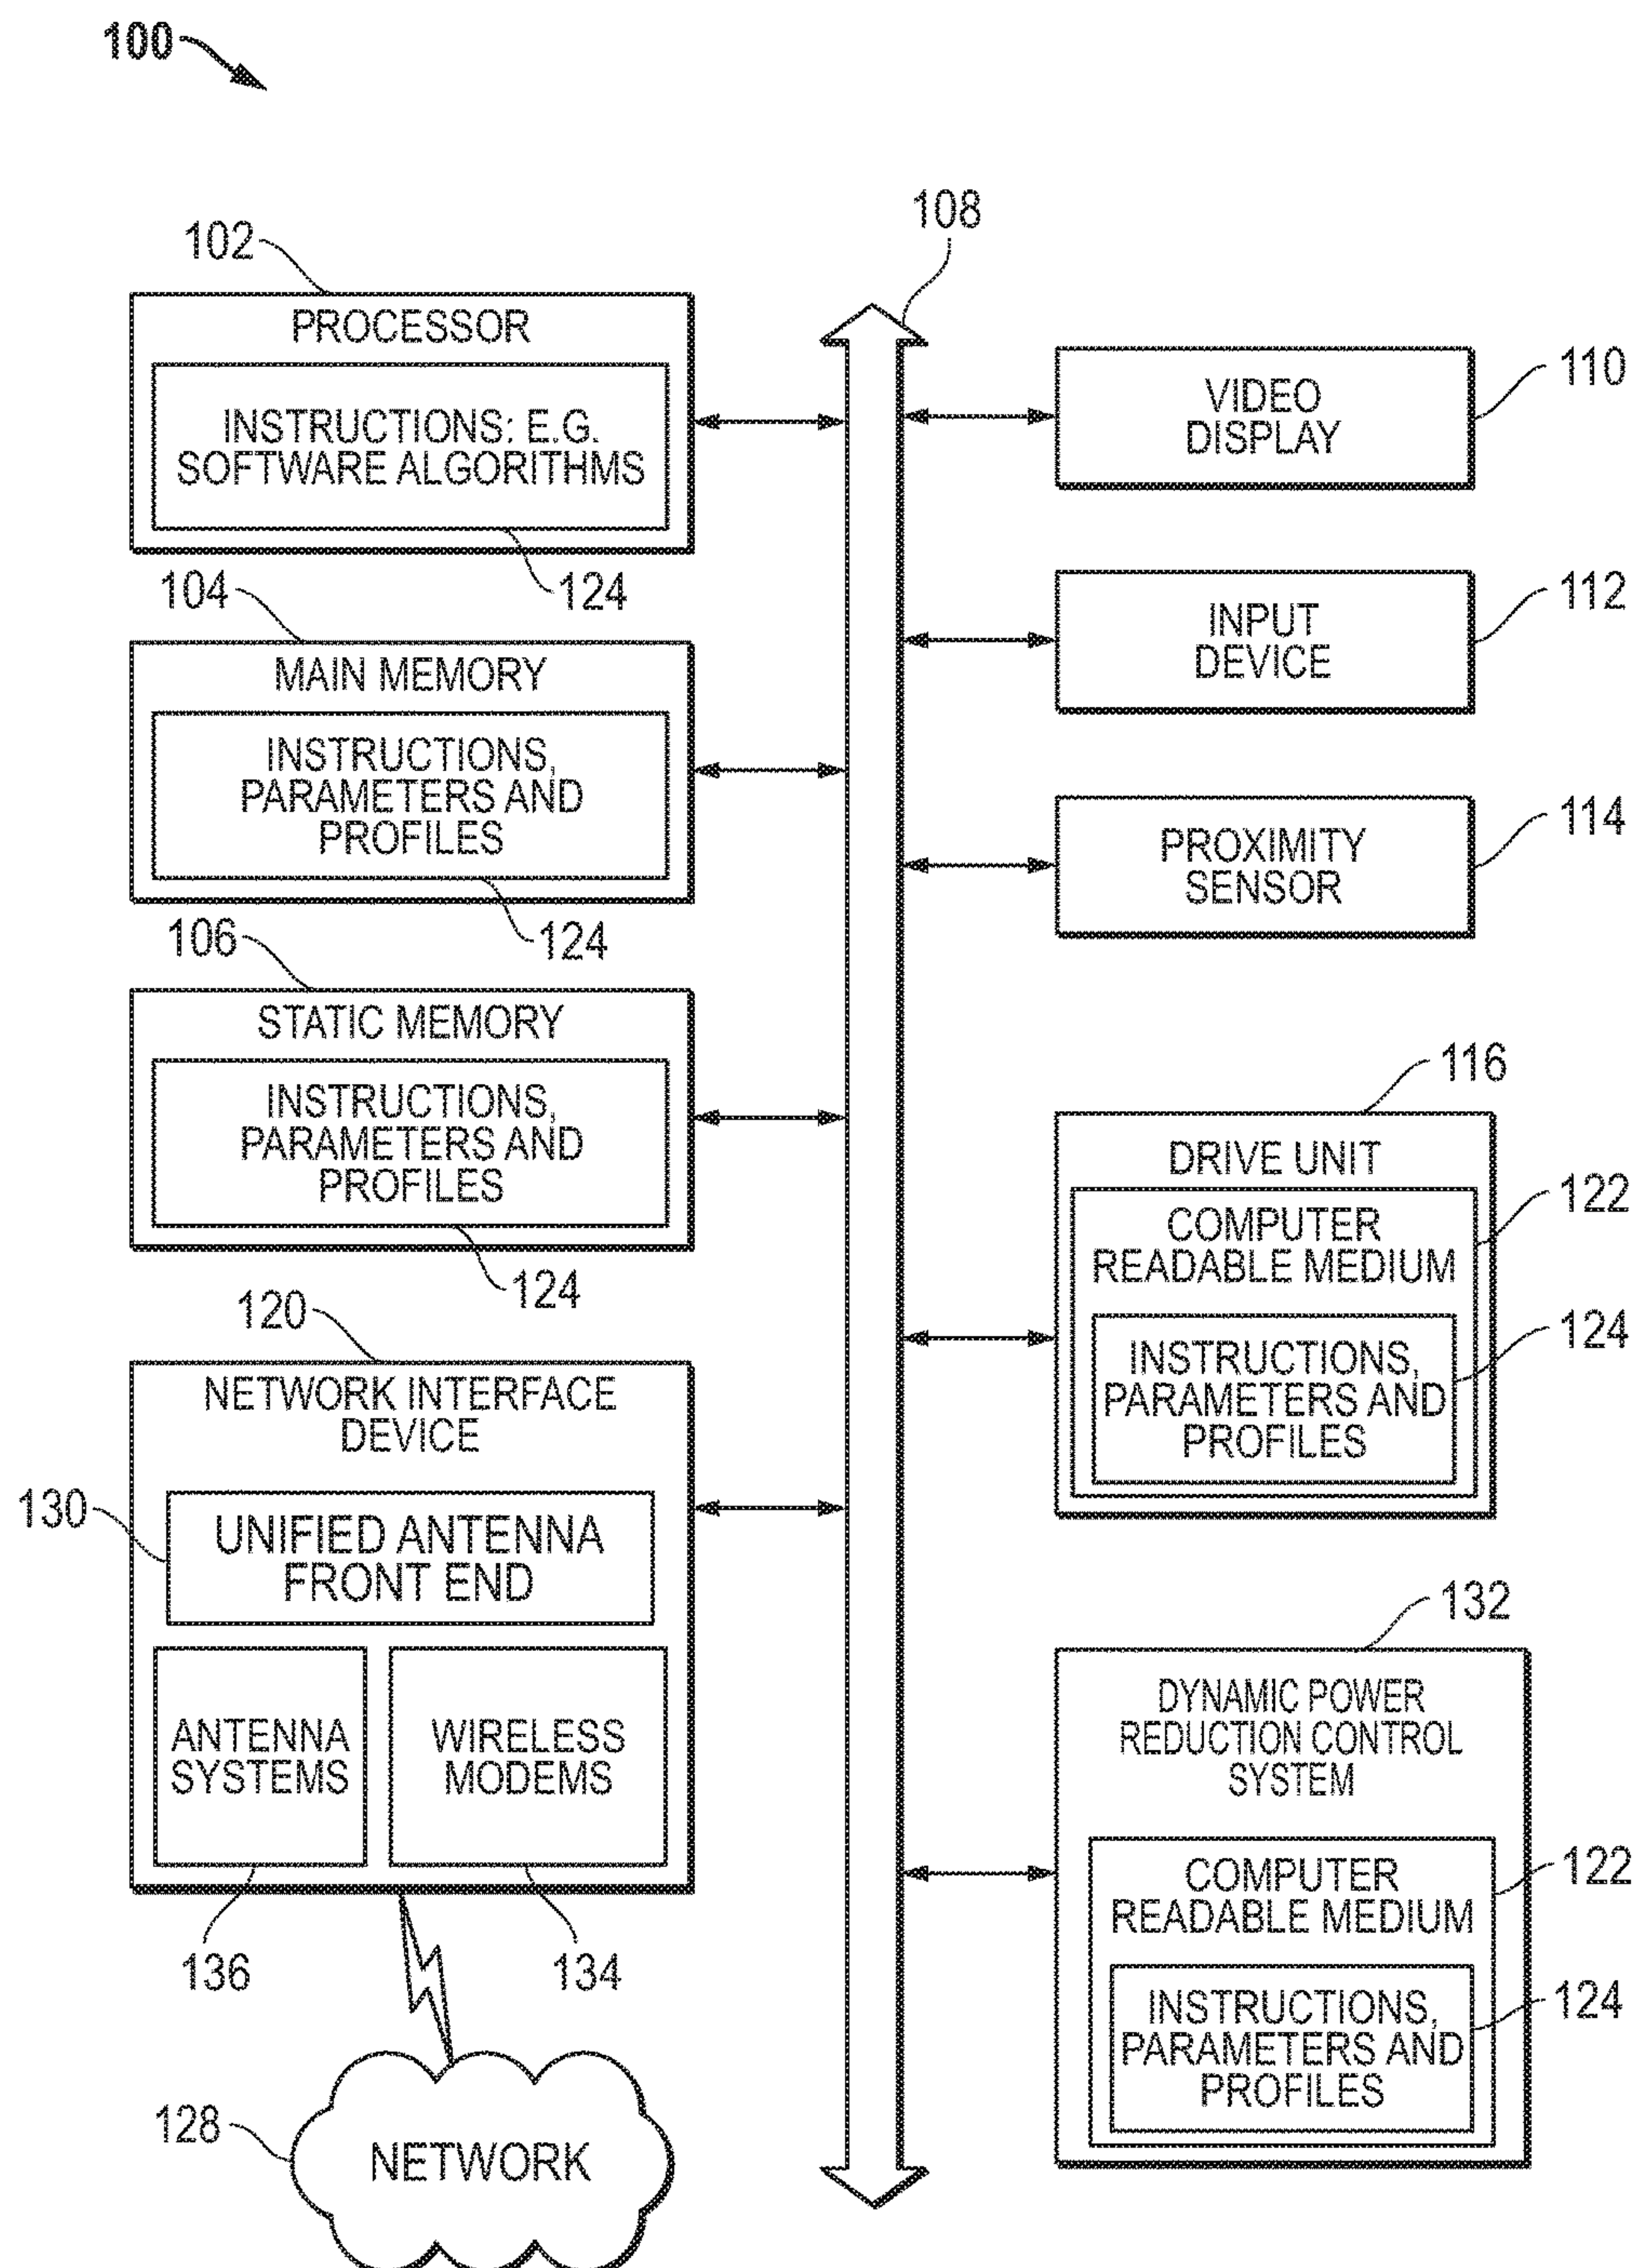 100
108
102
PROCESSOR
INSTRUCTIONS: E.G.
SOFTWARE ALGORITHMS
124
104
MAIN MEMORY
INSTRUCTIONS,
PARAMETERS AND
PROFILES
124
106
STATIC MEMORY
INSTRUCTIONS,
PARAMETERS AND
PROFILES
124
120
NETWORK INTERFACE
DEVICE
130
UNIFIED ANTENNA
FRONT END
ANTENNA
SYSTEMS
WIRELESS
MODEMS
136
134
128
NETWORK
VIDEO
DISPLAY
110
INPUT
DEVICE
112
PROXIMITY
SENSOR
114
116
DRIVE UNIT
122
COMPUTER
READABLE MEDIUM
124
INSTRUCTIONS,
PARAMETERS AND
PROFILES
132
DYNAMIC POWER
REDUCTION CONTROL
SYSTEM
122
COMPUTER
READABLE MEDIUM
124
INSTRUCTIONS,
PARAMETERS AND
PROFILES